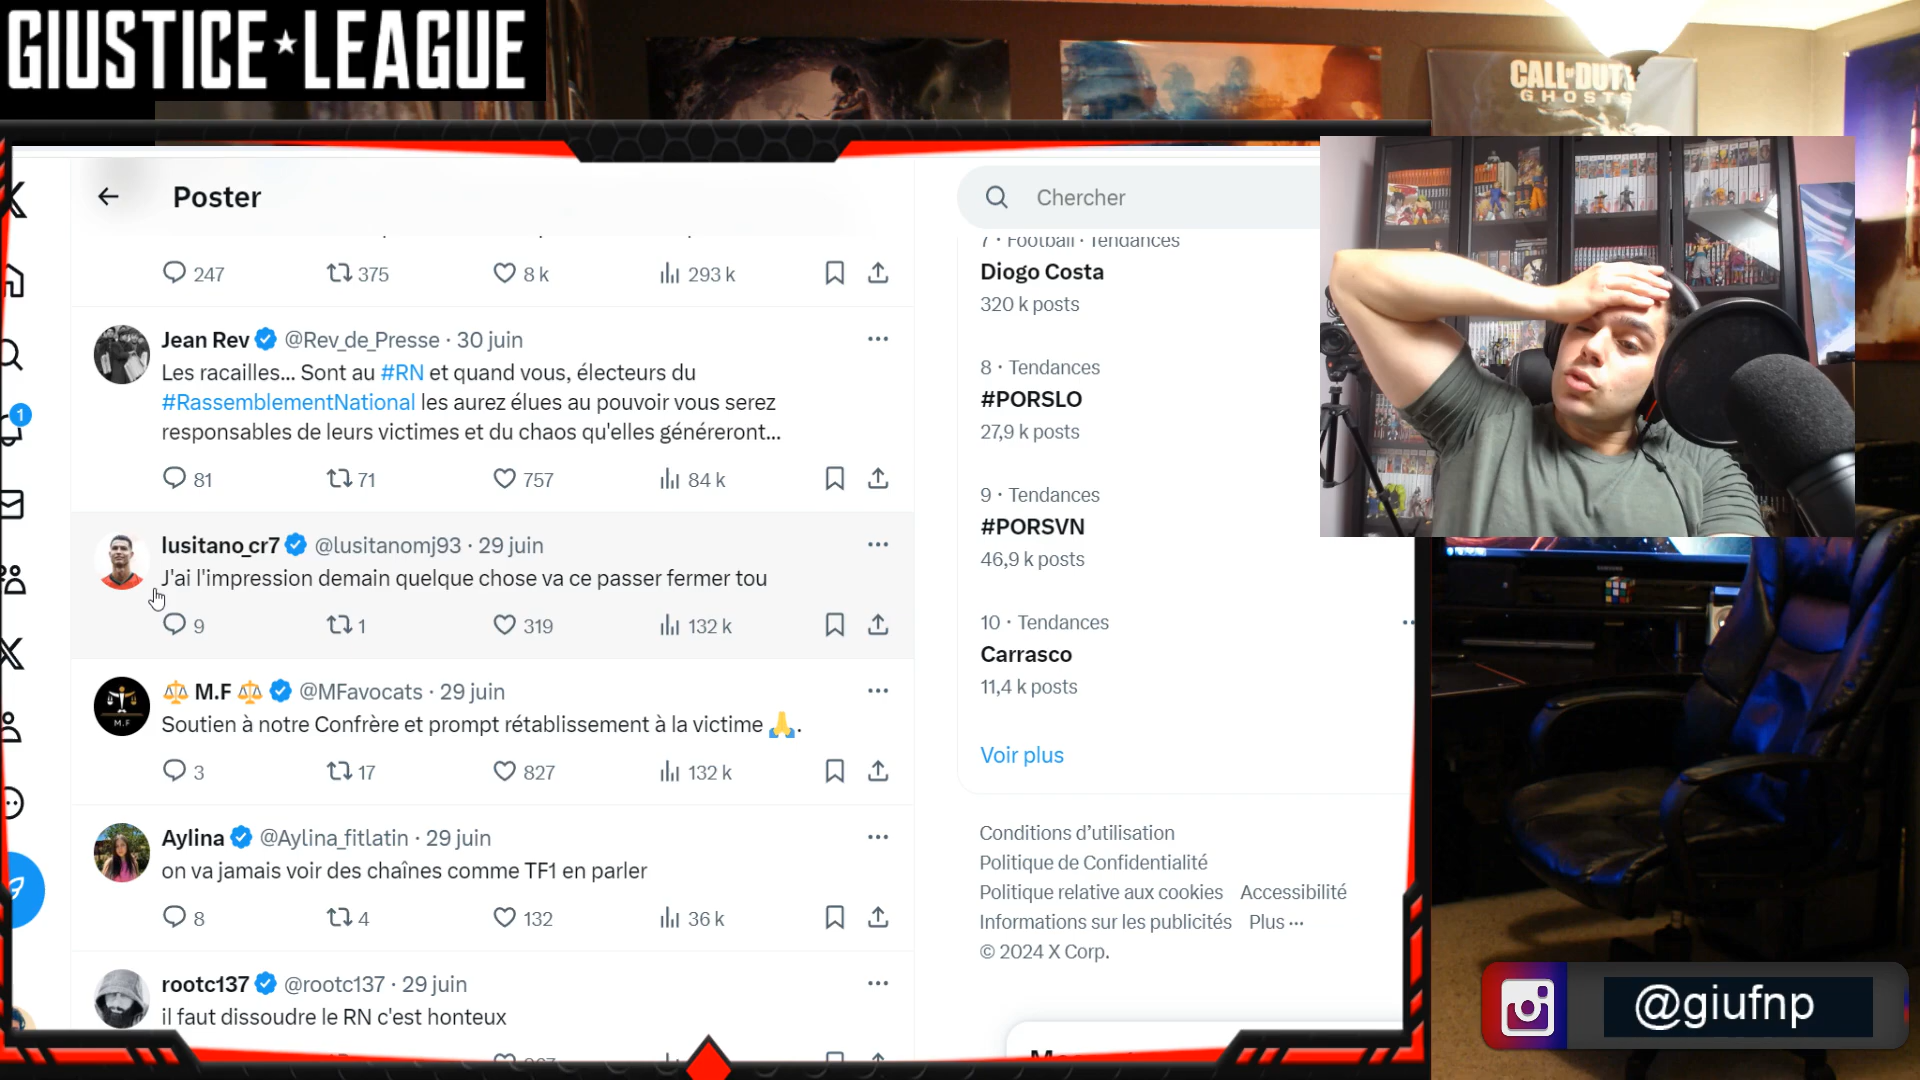 GIUSTICE★LEAGUE
CALL OF DUTY
GHOSTS
Poster
Chercher
247 375 8 k 293 k
Jean Rev @Rev_de_Presse · 30 juin
Les racailles... Sont au #RN et quand vous, électeurs du
#RassemblementNational les aurez élues au pouvoir vous serez
responsables de leurs victimes et du chaos qu'elles généreront...
81 71 757 84 k
lusitano_cr7 @lusitanomj93 · 29 juin
J'ai l'impression demain quelque chose va ce passer fermer tou
9 1 319 132 k
⚖️ M.F ⚖️ @MFavocats · 29 juin
Soutien à notre Confrère et prompt rétablissement à la victime 🙏.
M.F
3 17 827 132 k
Aylina @Aylina_fitlatin · 29 juin
on va jamais voir des chaînes comme TF1 en parler
8 4 132 36 k
rootc137 @rootc137 · 29 juin
il faut dissoudre le RN c'est honteux
1
7 · Football · Tendances
Diogo Costa
320 k posts
8 · Tendances
#PORSLO
27,9 k posts
9 · Tendances
#PORSVN
46,9 k posts
10 · Tendances
Carrasco
11,4 k posts
Voir plus
Conditions d'utilisation
Politique de Confidentialité
Politique relative aux cookies Accessibilité
Informations sur les publicités Plus ···
© 2024 X Corp.
SAMSUNG
@giufnp